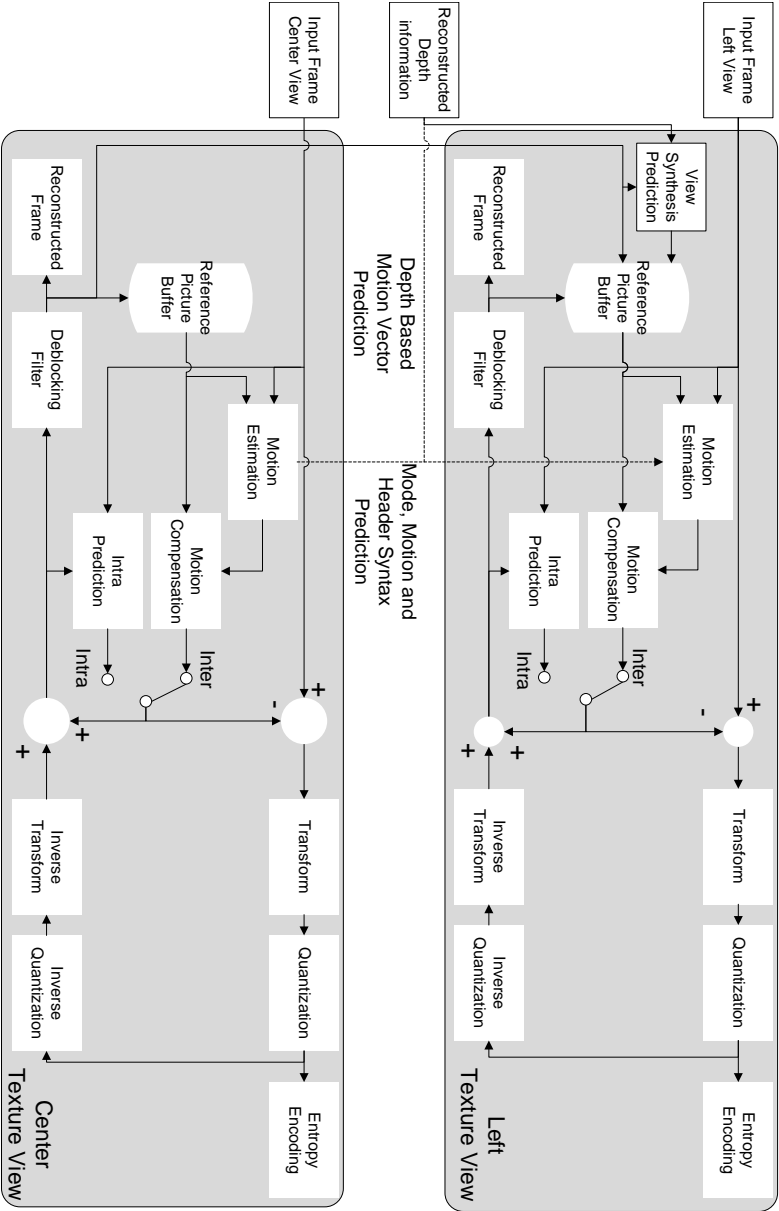 Input Frame
Left View
Reconstructed
Depth
information
Input Frame
Center View
View
Synthesis
Prediction
Reference
Picture
Buffer
Reconstructed
Frame
Deblocking
Filter
Motion
Estimation
Motion
Compensation
Intra
Prediction
Inter
Intra
+
-
+
+
Transform
Quantization
Entropy
Encoding
Inverse
Transform
Inverse
Quantization
Left
Texture View
Depth Based
Motion Vector
Prediction
Mode, Motion and
Header Syntax
Prediction
Reference
Picture
Buffer
Reconstructed
Frame
Deblocking
Filter
Motion
Estimation
Motion
Compensation
Intra
Prediction
Inter
Intra
+
-
+
+
Transform
Quantization
Entropy
Encoding
Inverse
Transform
Inverse
Quantization
Center
Texture View